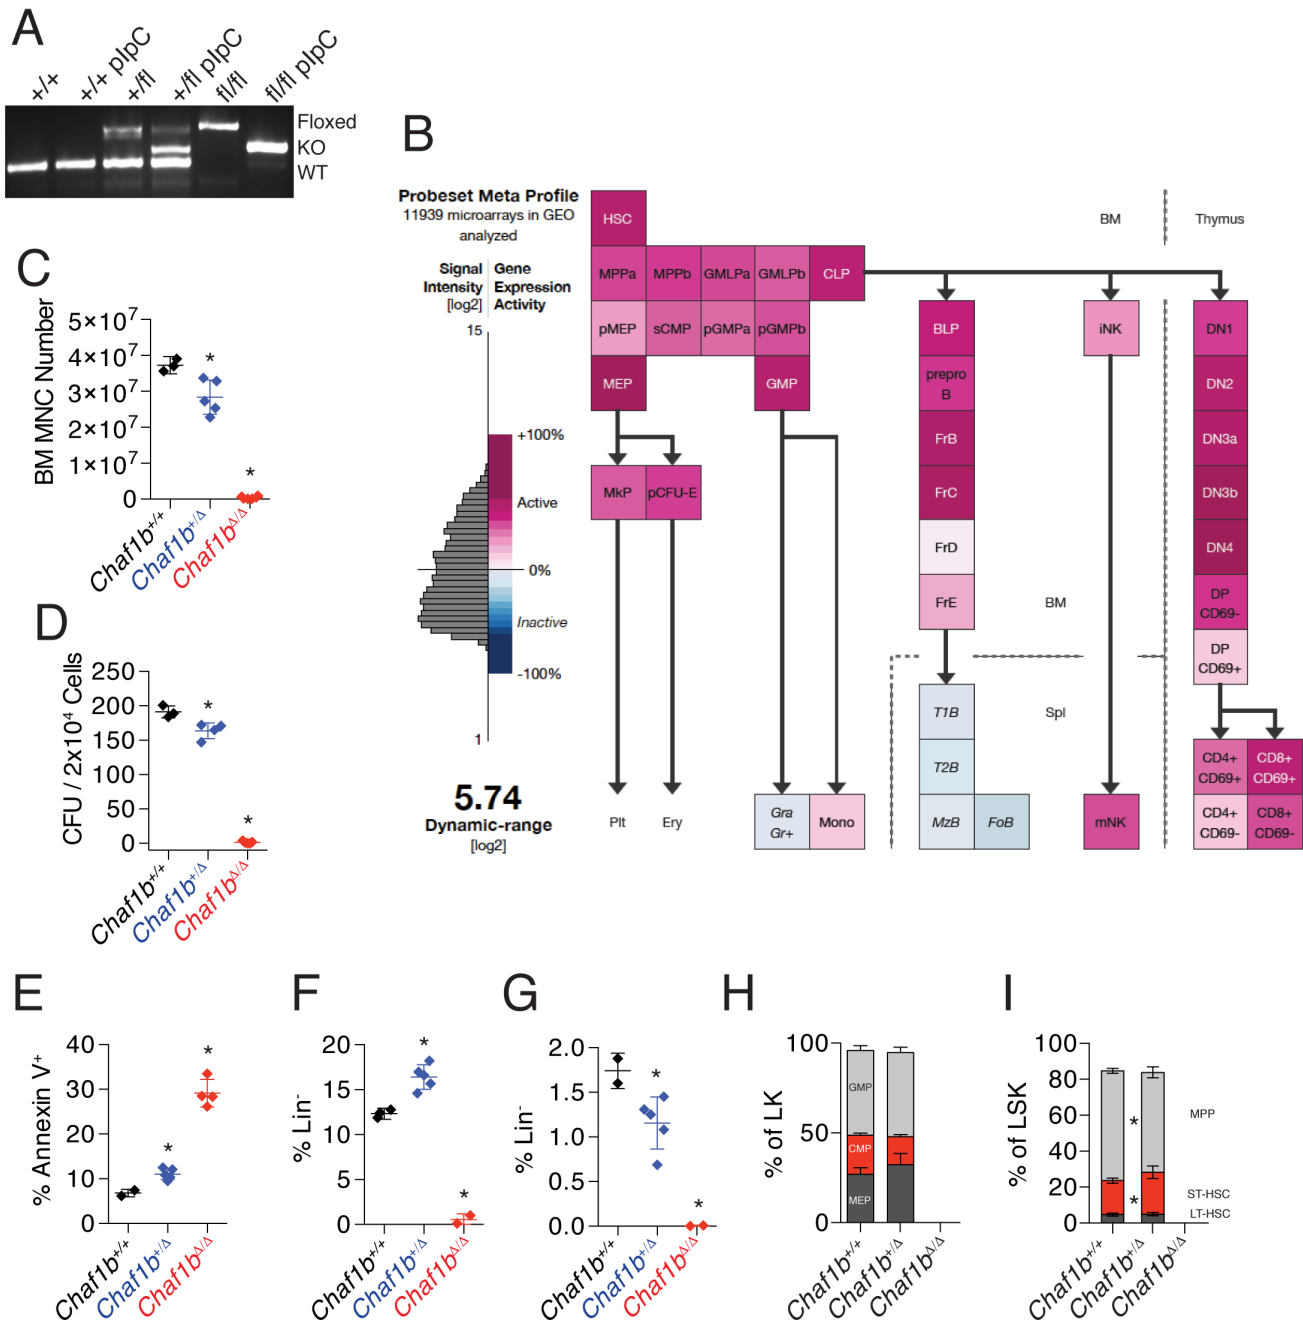 A
+/+
+/+ pIpC
+/fl
+/fl pIpC
fl/fl
fl/fl pIpC
Floxed
KO
WT
B
Probeset Meta Profile
11939 microarrays in GEO
analyzed
Signal
Intensity
[log2]
Gene
Expression
Activity
15
+100%
Active
0%
Inactive
-100%
1
5.74
Dynamic-range
[log2]
HSC
BM
Thymus
MPPa
MPPb
GMLPa
GMLPb
CLP
pMEP
sCMP
pGMPa
pGMPb
BLP
iNK
DN1
MEP
GMP
prepro
B
DN2
FrB
DN3a
MkP
pCFU-E
FrC
DN3b
FrD
DN4
FrE
BM
DP
CD69-
DP
CD69+
T1B
Spl
T2B
CD4+
CD69+
CD8+
CD69+
Plt
Ery
Gra
Gr+
Mono
MzB
FoB
mNK
CD4+
CD69-
CD8+
CD69-
C
BM MNC Number
5×10⁷
4×10⁷
3×10⁷
2×10⁷
1×10⁷
0
*
*
Chaf1b+/+
Chaf1b+/Δ
Chaf1bΔ/Δ
D
CFU / 2x10⁴ Cells
250
200
150
100
50
0
*
*
Chaf1b+/+
Chaf1b+/Δ
Chaf1bΔ/Δ
E
% Annexin V⁺
40
30
20
10
0
*
*
Chaf1b+/+
Chaf1b+/Δ
Chaf1bΔ/Δ
F
% Lin⁻
20
15
10
5
0
*
*
Chaf1b+/+
Chaf1b+/Δ
Chaf1bΔ/Δ
G
% Lin⁻
2.0
1.5
1.0
0.5
0.0
*
*
Chaf1b+/+
Chaf1b+/Δ
Chaf1bΔ/Δ
H
% of LK
100
50
0
GMP
CMP
MEP
Chaf1b+/+
Chaf1b+/Δ
Chaf1bΔ/Δ
I
% of LSK
100
80
60
40
20
0
*
*
MPP
ST-HSC
LT-HSC
Chaf1b+/+
Chaf1b+/Δ
Chaf1bΔ/Δ